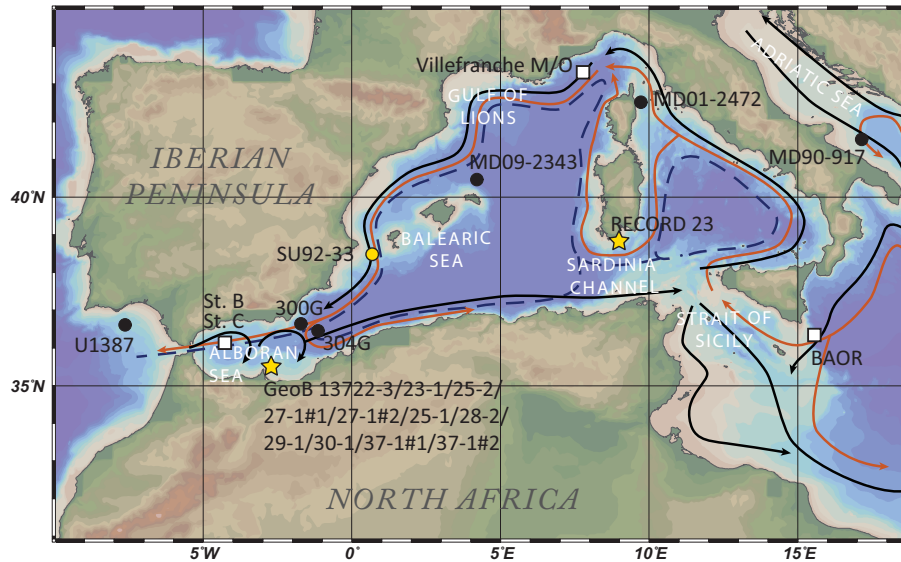 ADRIATIC SEA
Villefranche M/O
GULF OF
LIONS
MD01-2472
IBERIAN
PENINSULA
MD09-2343
MD90-917
40°N
RECORD 23
SU92-33
BALEARIC
SEA
SARDINIA
CHANNEL
St. B
St. C
300G
304G
U1387
ALBORAN
SEA
STRAIT OF
SICILY
BAOR
35°N
GeoB 13722-3/23-1/25-2/
27-1#1/27-1#2/25-1/28-2/
29-1/30-1/37-1#1/37-1#2
NORTH AFRICA
5°W
0°
5°E
10°E
15°E